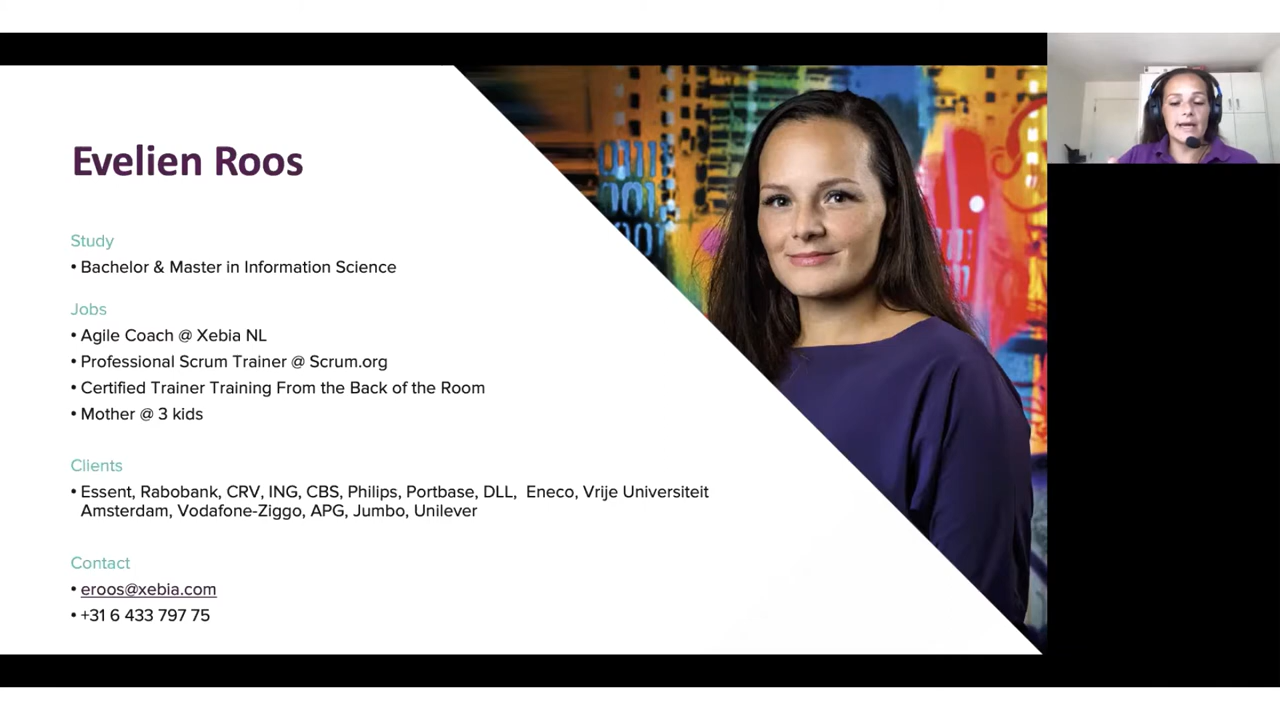 Evelien Roos
Study
• Bachelor & Master in Information Science
Jobs
• Agile Coach @ Xebia NL
• Professional Scrum Trainer @ Scrum.org
• Certified Trainer Training From the Back of the Room
• Mother @ 3 kids
Clients
• Essent, Rabobank, CRV, ING, CBS, Philips, Portbase, DLL,  Eneco, Vrije Universiteit
Amsterdam, Vodafone-Ziggo, APG, Jumbo, Unilever
Contact
• eroos@xebia.com
• +31 6 433 797 75